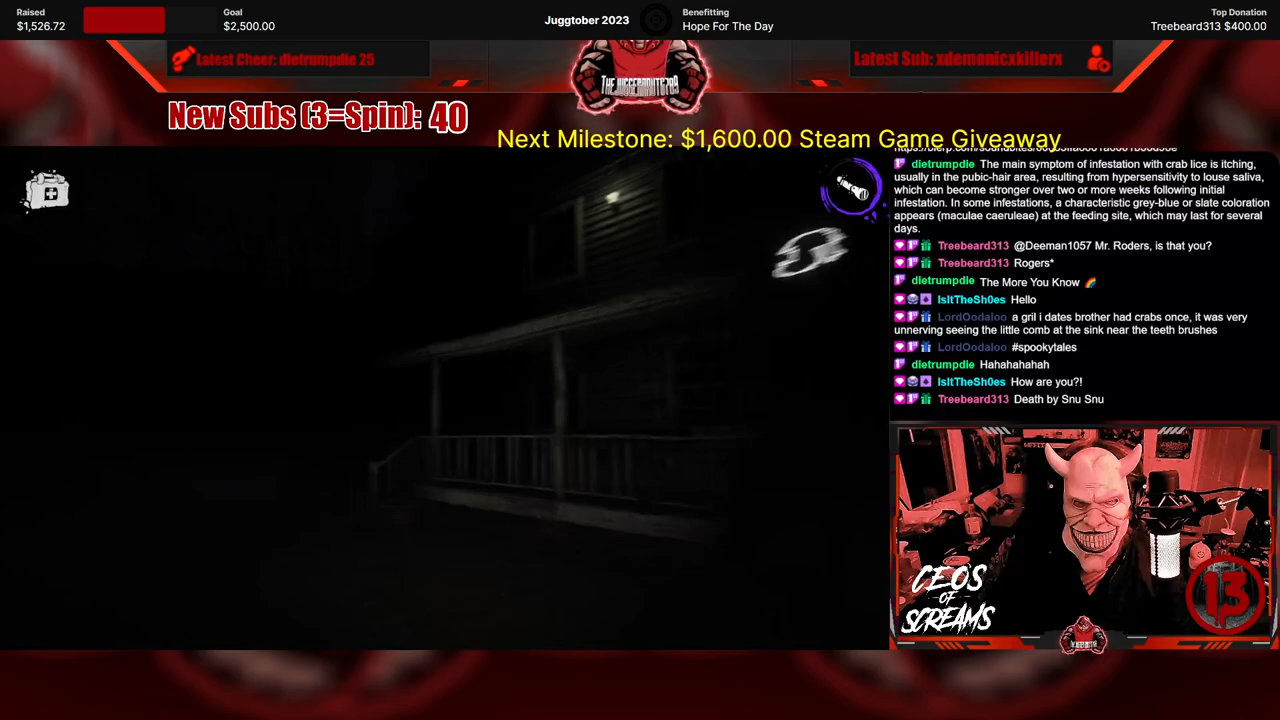 Raised
$1,526.72
Goal
$2,500.00
Juggtober 2023
Benefitting
Hope For The Day
Top Donation
Treebeard313 $400.00
Latest Cheer: dietrumpdie 25
THEJUGGERNAUT6789
Latest Sub: xdemonicxkillerx
New Subs (3=Spin): 40
Next Milestone: $1,600.00 Steam Game Giveaway
dietrumpdie The main symptom of infestation with crab lice is itching,
usually in the pubic-hair area, resulting from hypersensitivity to louse saliva,
which can become stronger over two or more weeks following initial
infestation. In some infestations, a characteristic grey-blue or slate coloration
appears (maculae caeruleae) at the feeding site, which may last for several
days.
Treebeard313 @Deeman1057 Mr. Roders, is that you?
Treebeard313 Rogers*
dietrumpdie The More You Know 🌈
IsItTheSh0es Hello
LordOodaloo a gril i dates brother had crabs once, it was very
unnerving seeing the little comb at the sink near the teeth brushes
LordOodaloo #spookytales
dietrumpdie Hahahahahah
IsItTheSh0es How are you?!
Treebeard313 Death by Snu Snu
CEOS
OF
SCREAMS
13